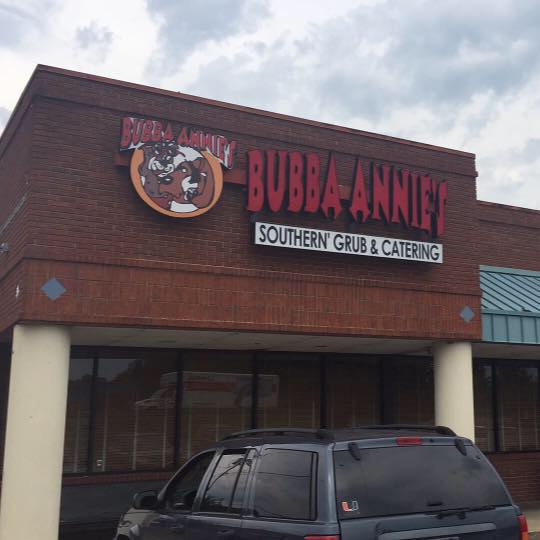 BUBBA ANNIE'S
BUBBA ANNIE'S
SOUTHERN' GRUB & CATERING
U